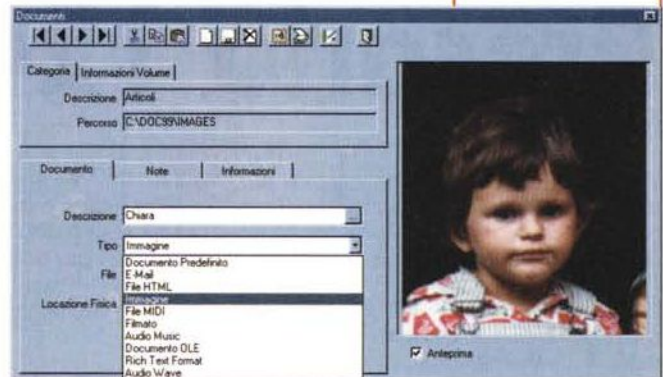 Documenti
Categoria Informazioni Volume
Descrizione Articoli
Percorso C:\DOC99\IMAGES
Documento Note Informazioni
Descrizione Chiara ...
Tipo Immagine
Documento Predefinito
File E-Mail
File HTML
Locazione Fisica Immagine
File MIDI
Filmato
Audio Music
Documento OLE
Rich Text Format
Audio Wave
Anteprima